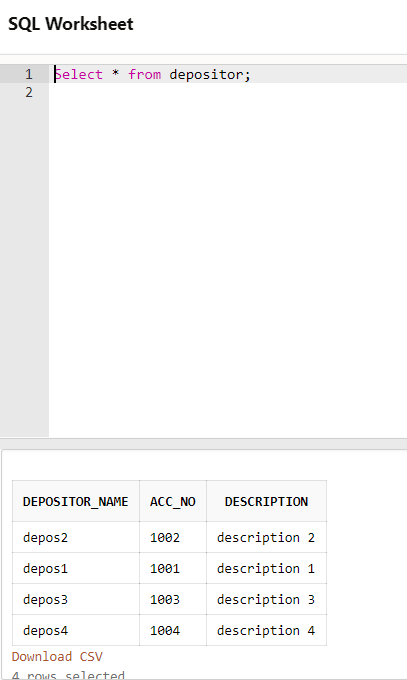 SQL Worksheet
1 Select * from depositor;
2
DEPOSITOR_NAME ACC_NO DESCRIPTION
depos2 1002 description 2
depos1 1001 description 1
depos3 1003 description 3
depos4 1004 description 4
Download CSV
4 rows selected